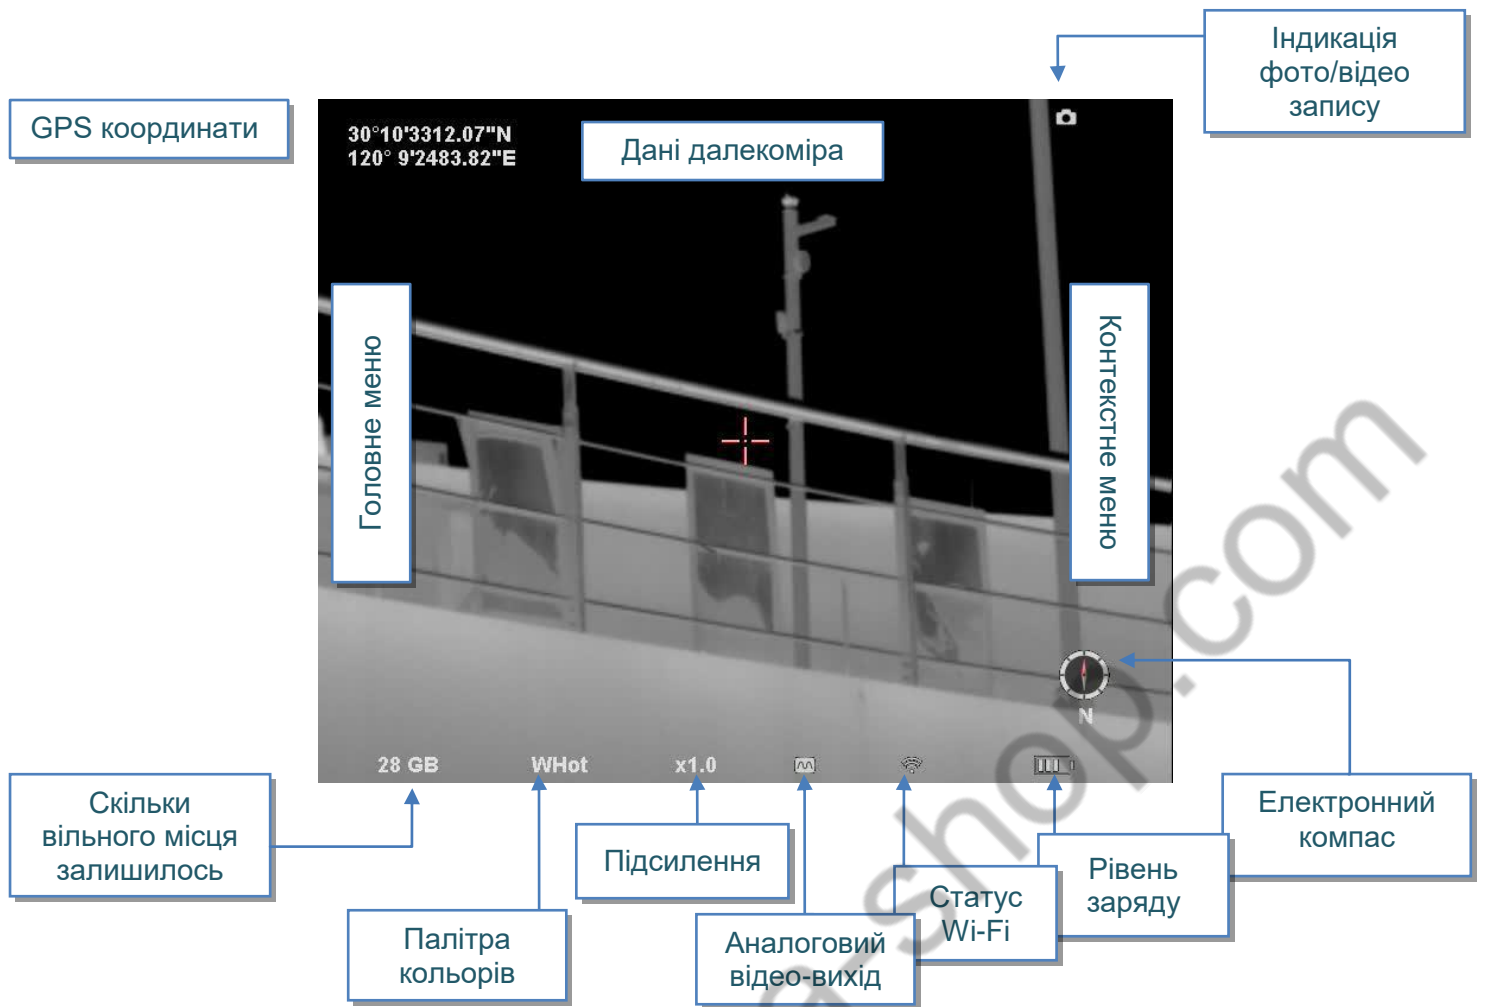 Індикація
фото/відео
запису
GPS координати
30°10'3312.07"N
120° 9'2483.82"E
Дані далекоміра
Головне меню
Контекстне меню
N
28 GB
WHot
x1.0
Скільки
вільного місця
залишилось
Палітра
кольорів
Підсилення
Аналоговий
відео-вихід
Статус
Wi-Fi
Рівень
заряду
Електронний
компас
a-shop.com